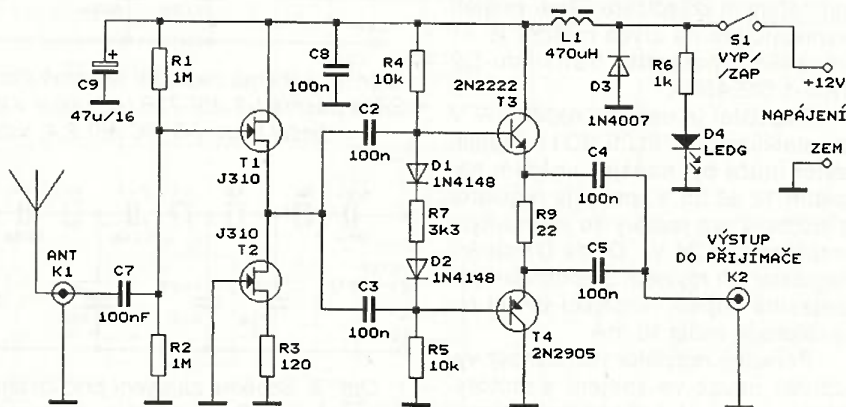 C9
47u/16
R1
1M
C8
100n
R4
10k
L1
470uH
D3
1N4007
R6
1k
S1
VYP/
/ZAP
+12V
NAPÁJENÍ
ZEM
D4
LEDG
2N2222
T3
T1
J310
C2
100n
D1
1N4148
R7
3k3
D2
1N4148
C4
100n
R9
22
C5
100n
J310
T2
ANT
K1
C7
100nF
C3
100n
R2
1M
R3
120
R5
10k
T4
2N2905
VÝSTUP
DO PŘIJÍMAČE
K2